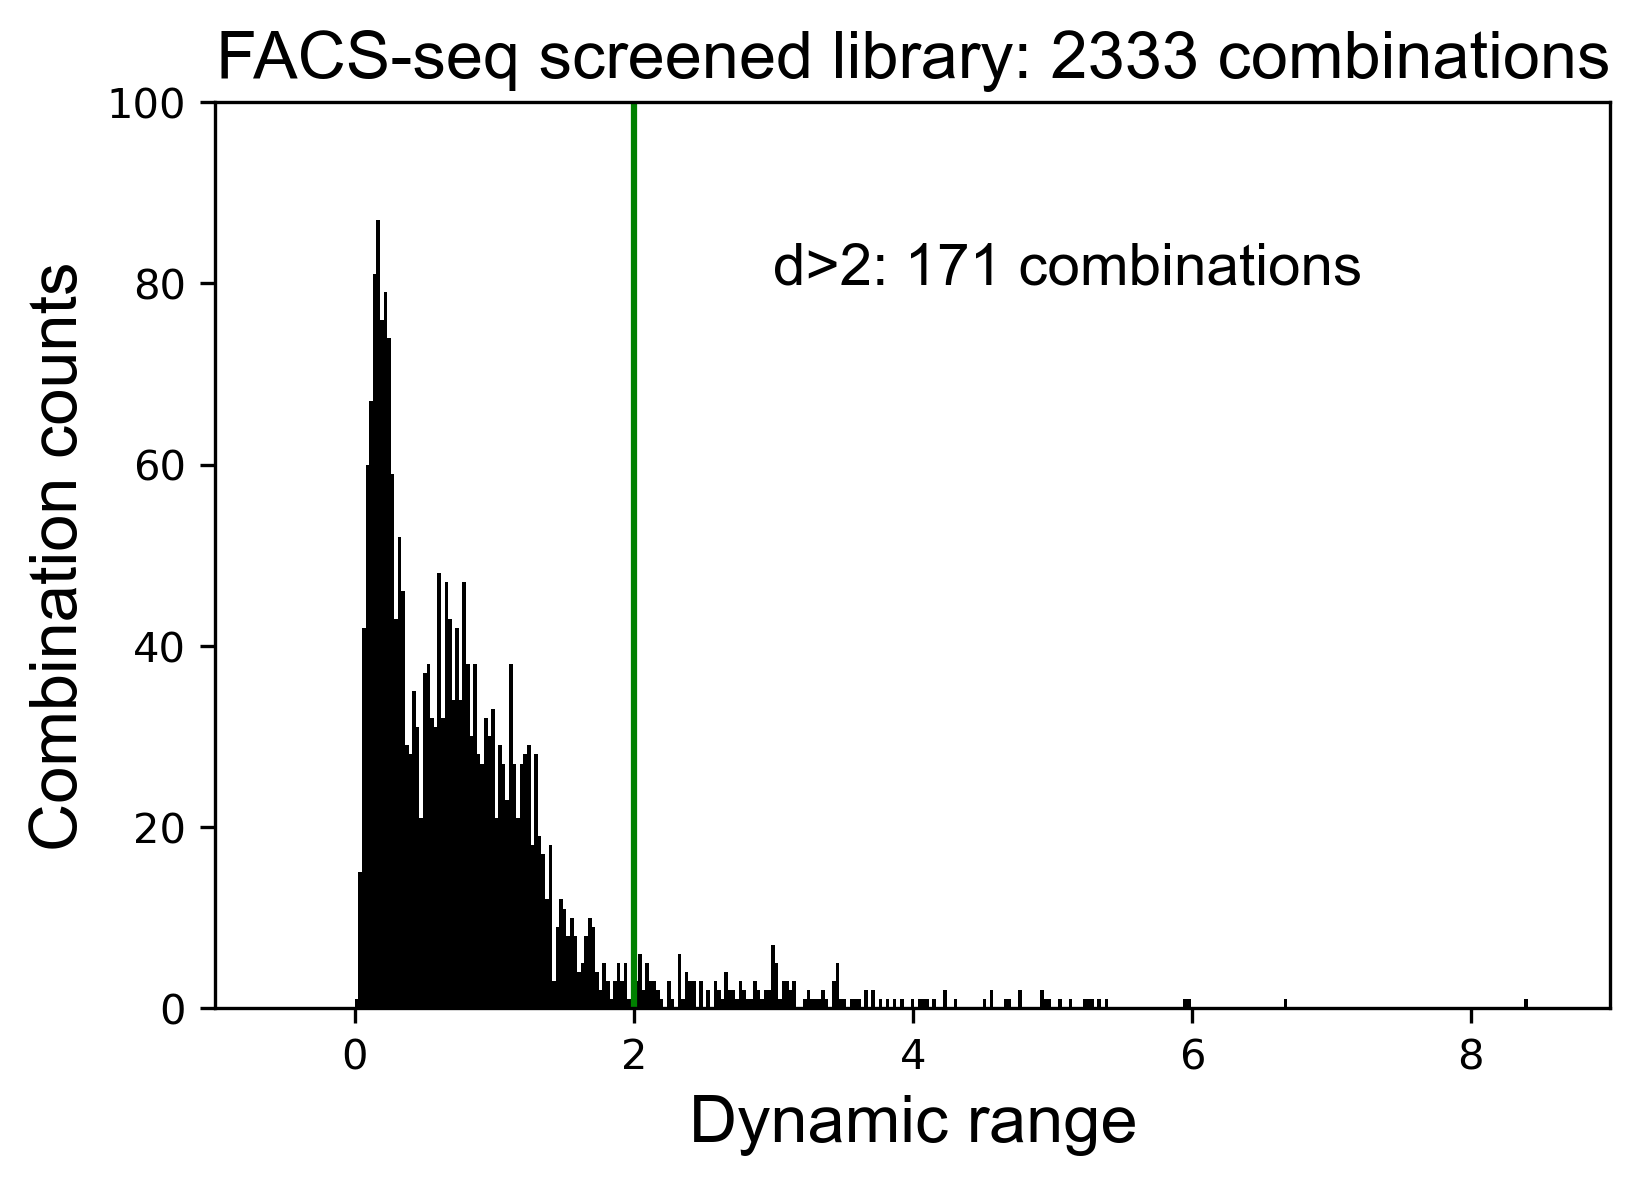 FACS-seq screened library: 2333 combinations
100
80
60
40
20
0
Combination counts
d>2: 171 combinations
0 2 4 6 8
Dynamic range